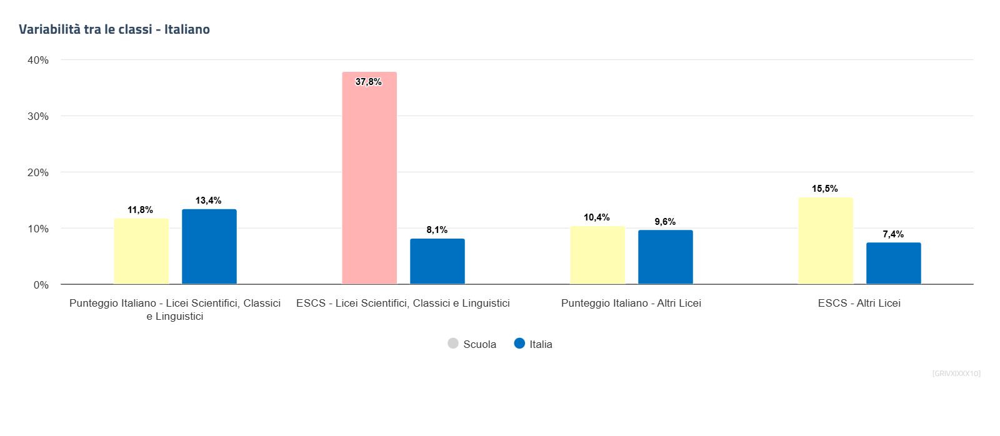 Variabilità tra le classi - Italiano
40%
30%
20%
10%
0%
11,8%
13,4%
37,8%
8,1%
10,4%
9,6%
15,5%
7,4%
Punteggio Italiano - Licei Scientifici, Classici
e Linguistici
ESCS - Licei Scientifici, Classici e Linguistici
Punteggio Italiano - Altri Licei
ESCS - Altri Licei
Scuola
Italia
[GRIVXIXXX10]